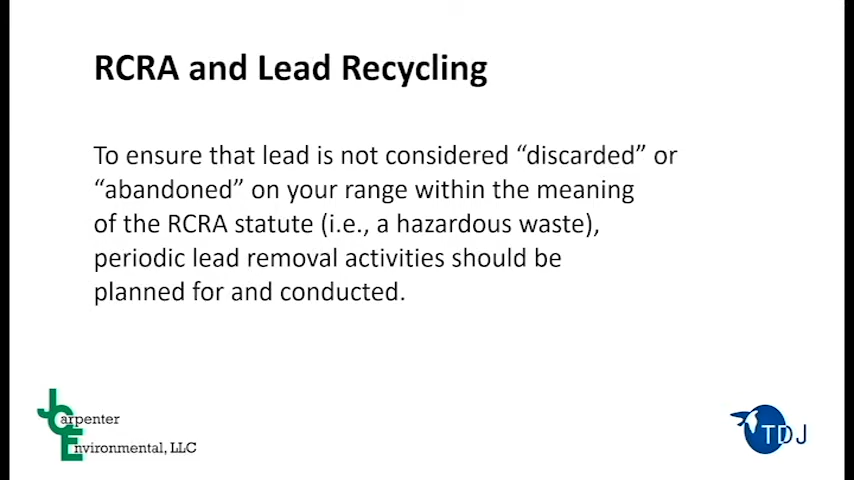 RCRA and Lead Recycling
To ensure that lead is not considered “discarded” or
“abandoned” on your range within the meaning
of the RCRA statute (i.e., a hazardous waste),
periodic lead removal activities should be
planned for and conducted.
J
Carpenter
Environmental, LLC
TDJ